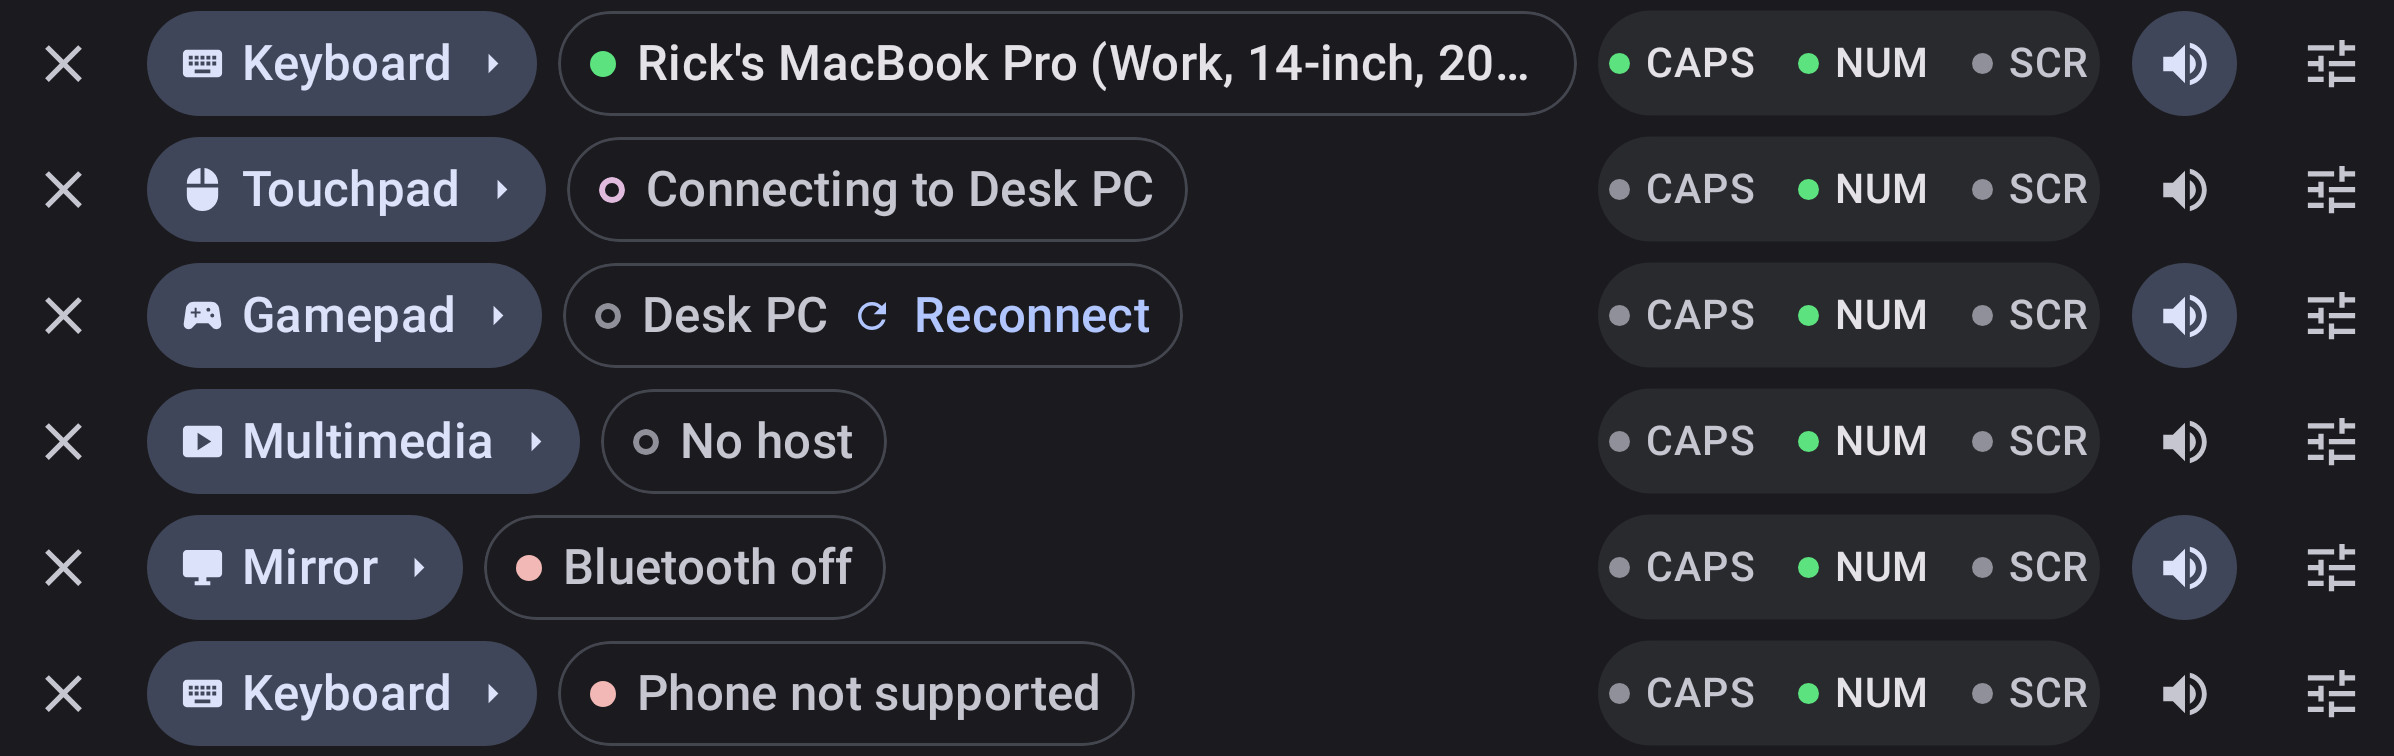 Keyboard Rick's MacBook Pro (Work, 14-inch, 20… CAPS NUM SCR
Touchpad Connecting to Desk PC CAPS NUM SCR
Gamepad Desk PC Reconnect CAPS NUM SCR
Multimedia No host CAPS NUM SCR
Mirror Bluetooth off CAPS NUM SCR
Keyboard Phone not supported CAPS NUM SCR